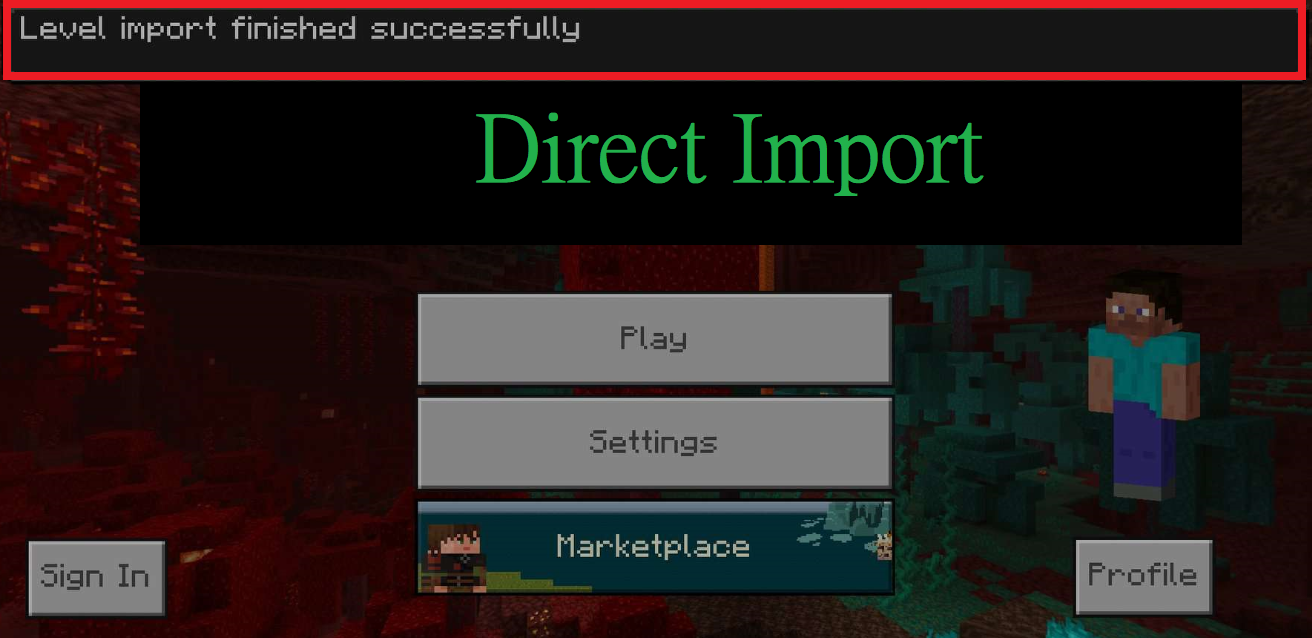 Level import finished successfully
Direct Import
Play
Settings
Marketplace
Sign In
Profile